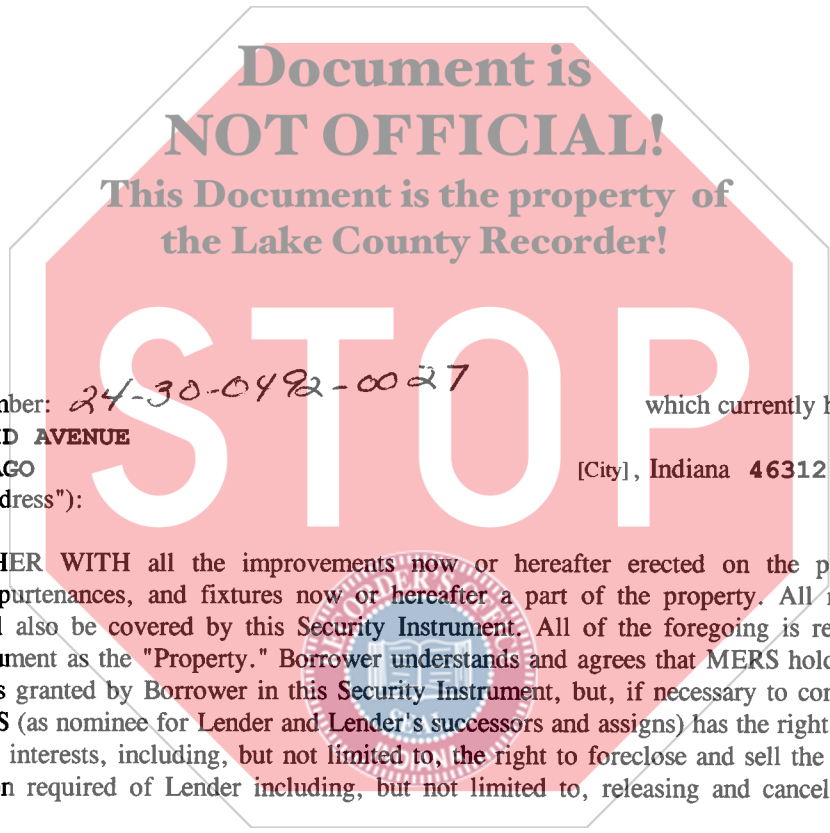 Document is
NOT OFFICIAL!
This Document is the property of
the Lake County Recorder!
STOP
nber: 24-30-0492-0027 which currently h
ID AVENUE
AGO [City], Indiana 46312
dress"):
HER WITH all the improvements now or hereafter erected on the p
purtenances, and fixtures now or hereafter a part of the property. All r
l also be covered by this Security Instrument. All of the foregoing is re
ument as the "Property." Borrower understands and agrees that MERS hold
s granted by Borrower in this Security Instrument, but, if necessary to con
S (as nominee for Lender and Lender's successors and assigns) has the right
interests, including, but not limited to, the right to foreclose and sell the
n required of Lender including, but not limited to, releasing and cancel